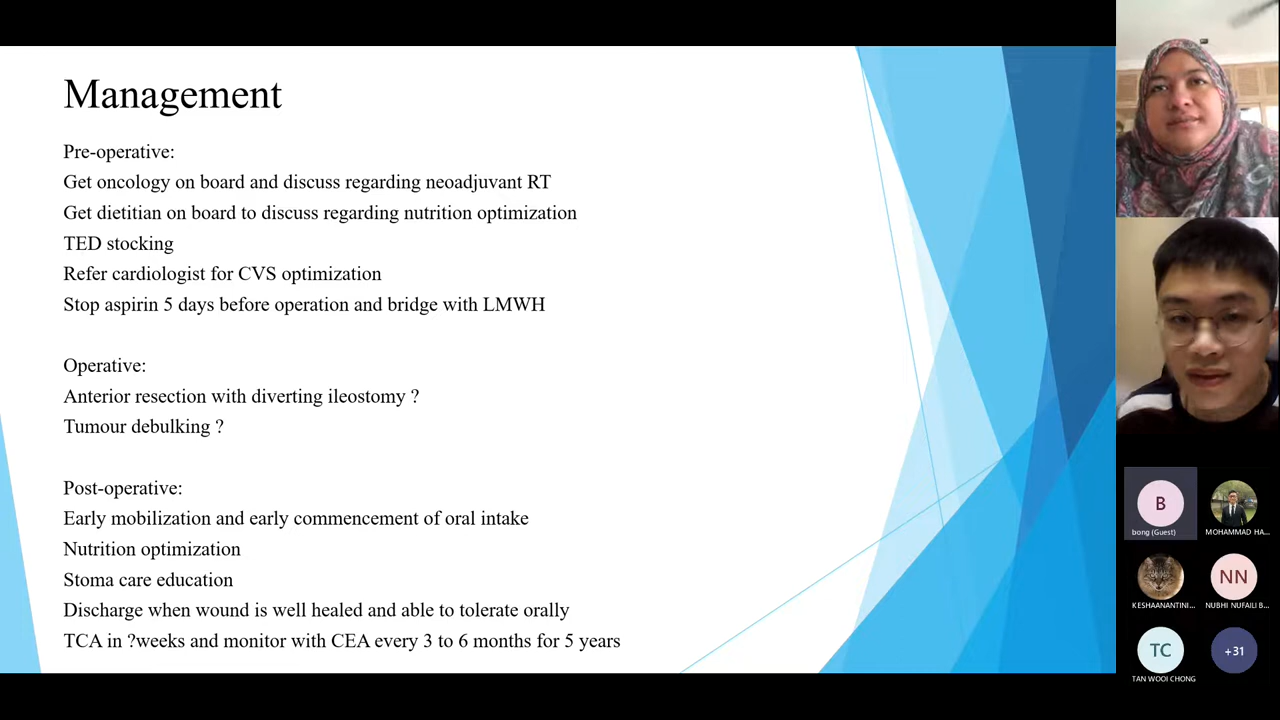 Management
Pre-operative:
Get oncology on board and discuss regarding neoadjuvant RT
Get dietitian on board to discuss regarding nutrition optimization
TED stocking
Refer cardiologist for CVS optimization
Stop aspirin 5 days before operation and bridge with LMWH
Operative:
Anterior resection with diverting ileostomy ?
Tumour debulking ?
Post-operative:
Early mobilization and early commencement of oral intake
Nutrition optimization
Stoma care education
Discharge when wound is well healed and able to tolerate orally
TCA in ?weeks and monitor with CEA every 3 to 6 months for 5 years
B
bong (Guest)
MOHAMMAD HA...
KESHAANANTINI...
NN
NUBHI NUFAILI B...
TC
TAN WOOI CHONG
+31